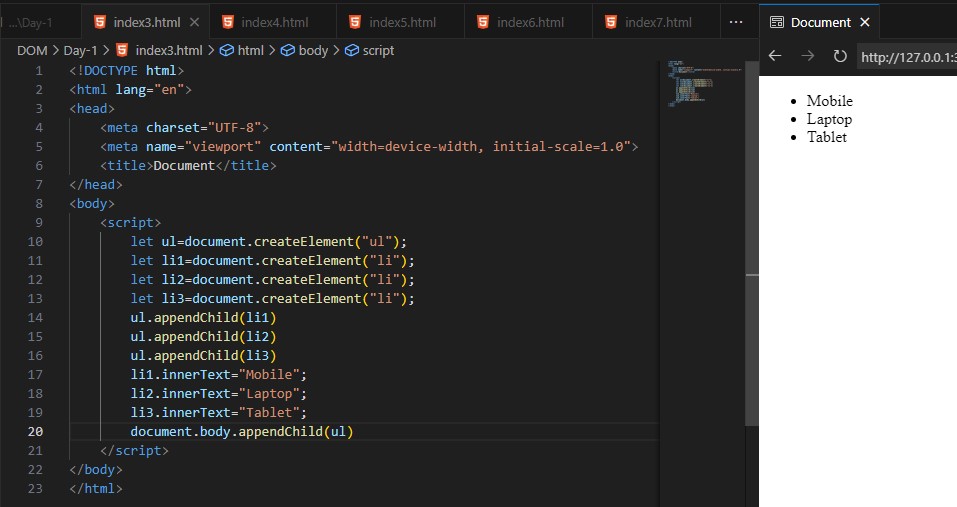 ...\Day-1
index3.html
index4.html
index5.html
index6.html
index7.html
...
Document
DOM > Day-1 > index3.html > html > body > script
http://127.0.0.1:3
1 <!DOCTYPE html>
2 <html lang="en">
3 <head>
4 <meta charset="UTF-8">
5 <meta name="viewport" content="width=device-width, initial-scale=1.0">
6 <title>Document</title>
7 </head>
8 <body>
9 <script>
10 let ul=document.createElement("ul");
11 let li1=document.createElement("li");
12 let li2=document.createElement("li");
13 let li3=document.createElement("li");
14 ul.appendChild(li1)
15 ul.appendChild(li2)
16 ul.appendChild(li3)
17 li1.innerText="Mobile";
18 li2.innerText="Laptop";
19 li3.innerText="Tablet";
20 document.body.appendChild(ul)
21 </script>
22 </body>
23 </html>
• Mobile
• Laptop
• Tablet